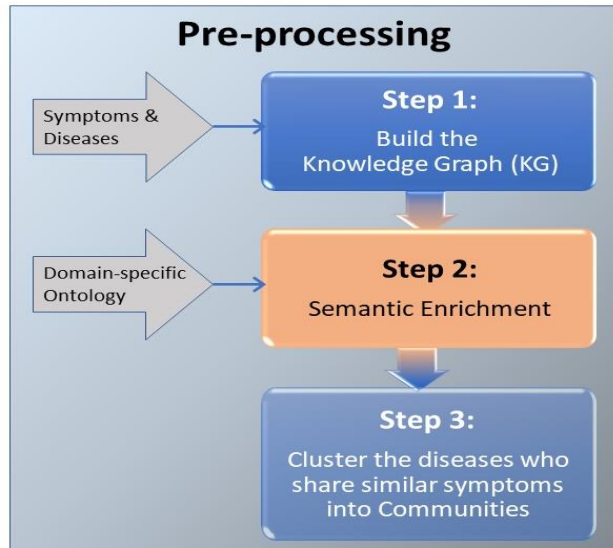 Pre-processing
Symptoms &
Diseases
Step 1:
Build the
Knowledge Graph (KG)
Domain-specific
Ontology
Step 2:
Semantic Enrichment
Step 3:
Cluster the diseases who
share similar symptoms
into Communities